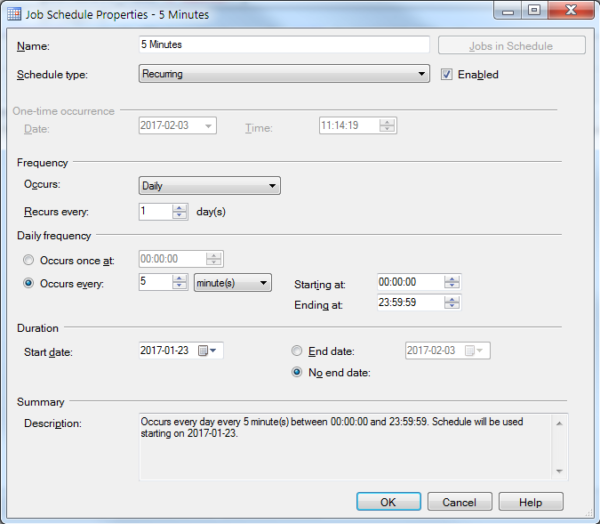 Job Schedule Properties - 5 Minutes
Name: 5 Minutes Jobs in Schedule
Schedule type: Recurring Enabled
One-time occurrence
Date: 2017-02-03 Time: 11:14:19
Frequency
Occurs: Daily
Recurs every: 1 day(s)
Daily frequency
Occurs once at: 00:00:00
Occurs every: 5 minute(s) Starting at: 00:00:00
Ending at: 23:59:59
Duration
Start date: 2017-01-23 End date: 2017-02-03
No end date:
Summary
Description: Occurs every day every 5 minute(s) between 00:00:00 and 23:59:59. Schedule will be used
starting on 2017-01-23.
OK Cancel Help